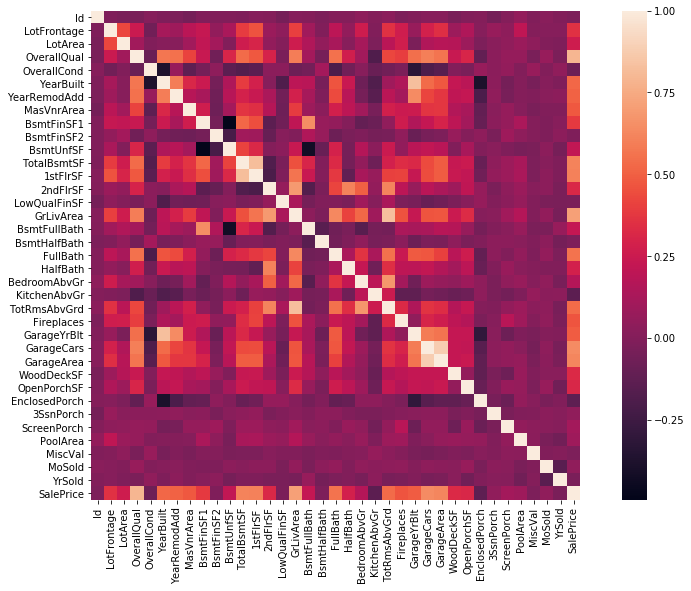 Id
LotFrontage
LotArea
OverallQual
OverallCond
YearBuilt
YearRemodAdd
MasVnrArea
BsmtFinSF1
BsmtFinSF2
BsmtUnfSF
TotalBsmtSF
1stFlrSF
2ndFlrSF
LowQualFinSF
GrLivArea
BsmtFullBath
BsmtHalfBath
FullBath
HalfBath
BedroomAbvGr
KitchenAbvGr
TotRmsAbvGrd
Fireplaces
GarageYrBlt
GarageCars
GarageArea
WoodDeckSF
OpenPorchSF
EnclosedPorch
3SsnPorch
ScreenPorch
PoolArea
MiscVal
MoSold
YrSold
SalePrice
Id
LotFrontage
LotArea
OverallQual
OverallCond
YearBuilt
YearRemodAdd
MasVnrArea
BsmtFinSF1
BsmtFinSF2
BsmtUnfSF
TotalBsmtSF
1stFlrSF
2ndFlrSF
LowQualFinSF
GrLivArea
BsmtFullBath
BsmtHalfBath
FullBath
HalfBath
BedroomAbvGr
KitchenAbvGr
TotRmsAbvGrd
Fireplaces
GarageYrBlt
GarageCars
GarageArea
WoodDeckSF
OpenPorchSF
EnclosedPorch
3SsnPorch
ScreenPorch
PoolArea
MiscVal
MoSold
YrSold
SalePrice
1.00
0.75
0.50
0.25
0.00
−0.25